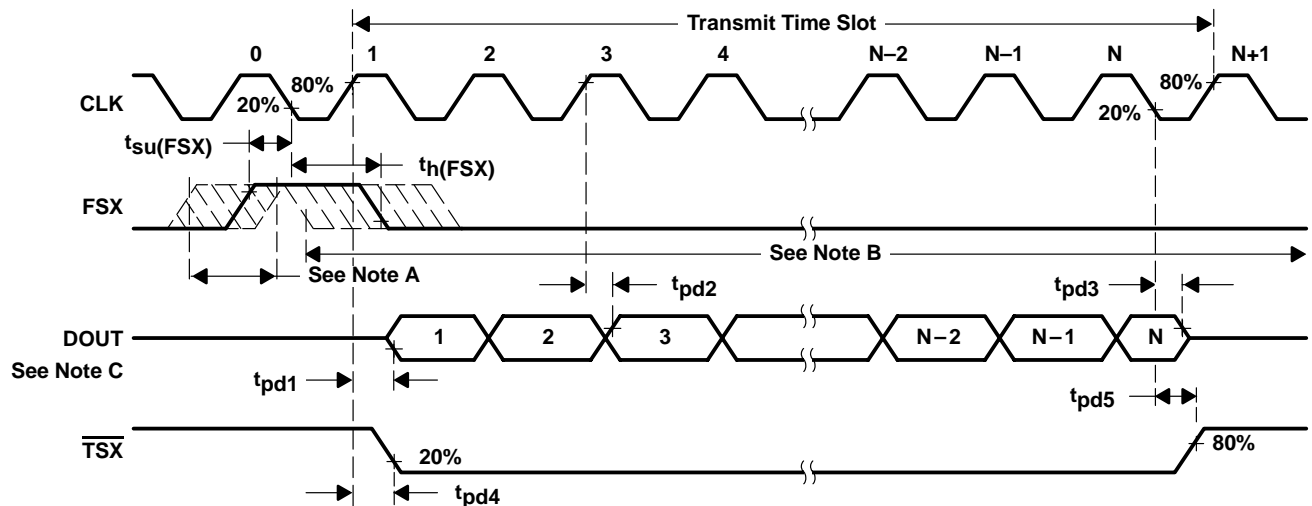 Transmit Time Slot
0 1 2 3 4 N–2 N–1 N N+1
80% 80%
CLK 20% 20%
tsu(FSX)
th(FSX)
FSX
See Note A See Note B
tpd2 tpd3
DOUT 1 2 3 N–2 N–1 N
See Note C
tpd1 tpd5
TSX
20% 80%
tpd4